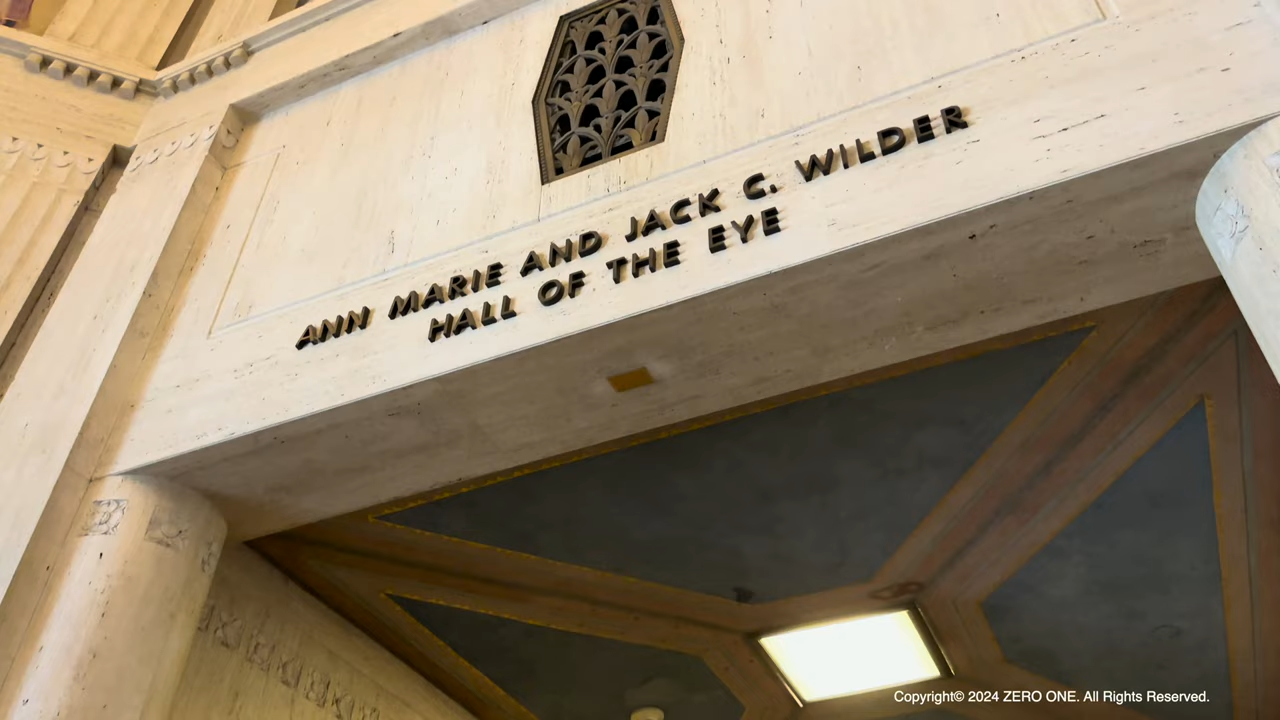 ANN MARIE AND JACK C. WILDER
HALL OF THE EYE
Copyright© 2024 ZERO ONE. All Rights Reserved.